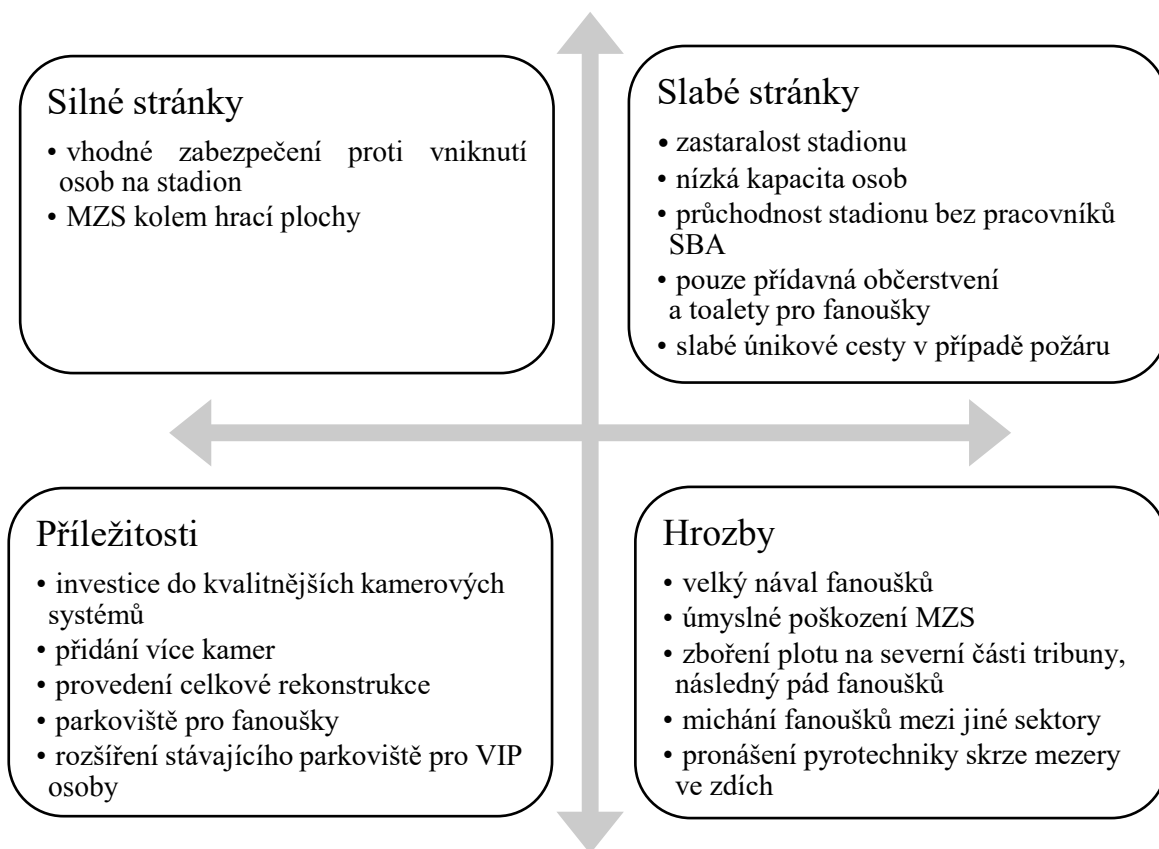 Silné stránky
• vhodné zabezpečení proti vniknutí
osob na stadion
• MZS kolem hrací plochy
Slabé stránky
• zastaralost stadionu
• nízká kapacita osob
• průchodnost stadionu bez pracovníků
SBA
• pouze přídavná občerstvení
a toalety pro fanoušky
• slabé únikové cesty v případě požáru
Příležitosti
• investice do kvalitnějších kamerových
systémů
• přidání více kamer
• provedení celkové rekonstrukce
• parkoviště pro fanoušky
• rozšíření stávajícího parkoviště pro VIP
osoby
Hrozby
• velký nával fanoušků
• úmyslné poškození MZS
• zboření plotu na severní části tribuny,
následný pád fanoušků
• michání fanoušků mezi jiné sektory
• pronášení pyrotechniky skrze mezery
ve zdích